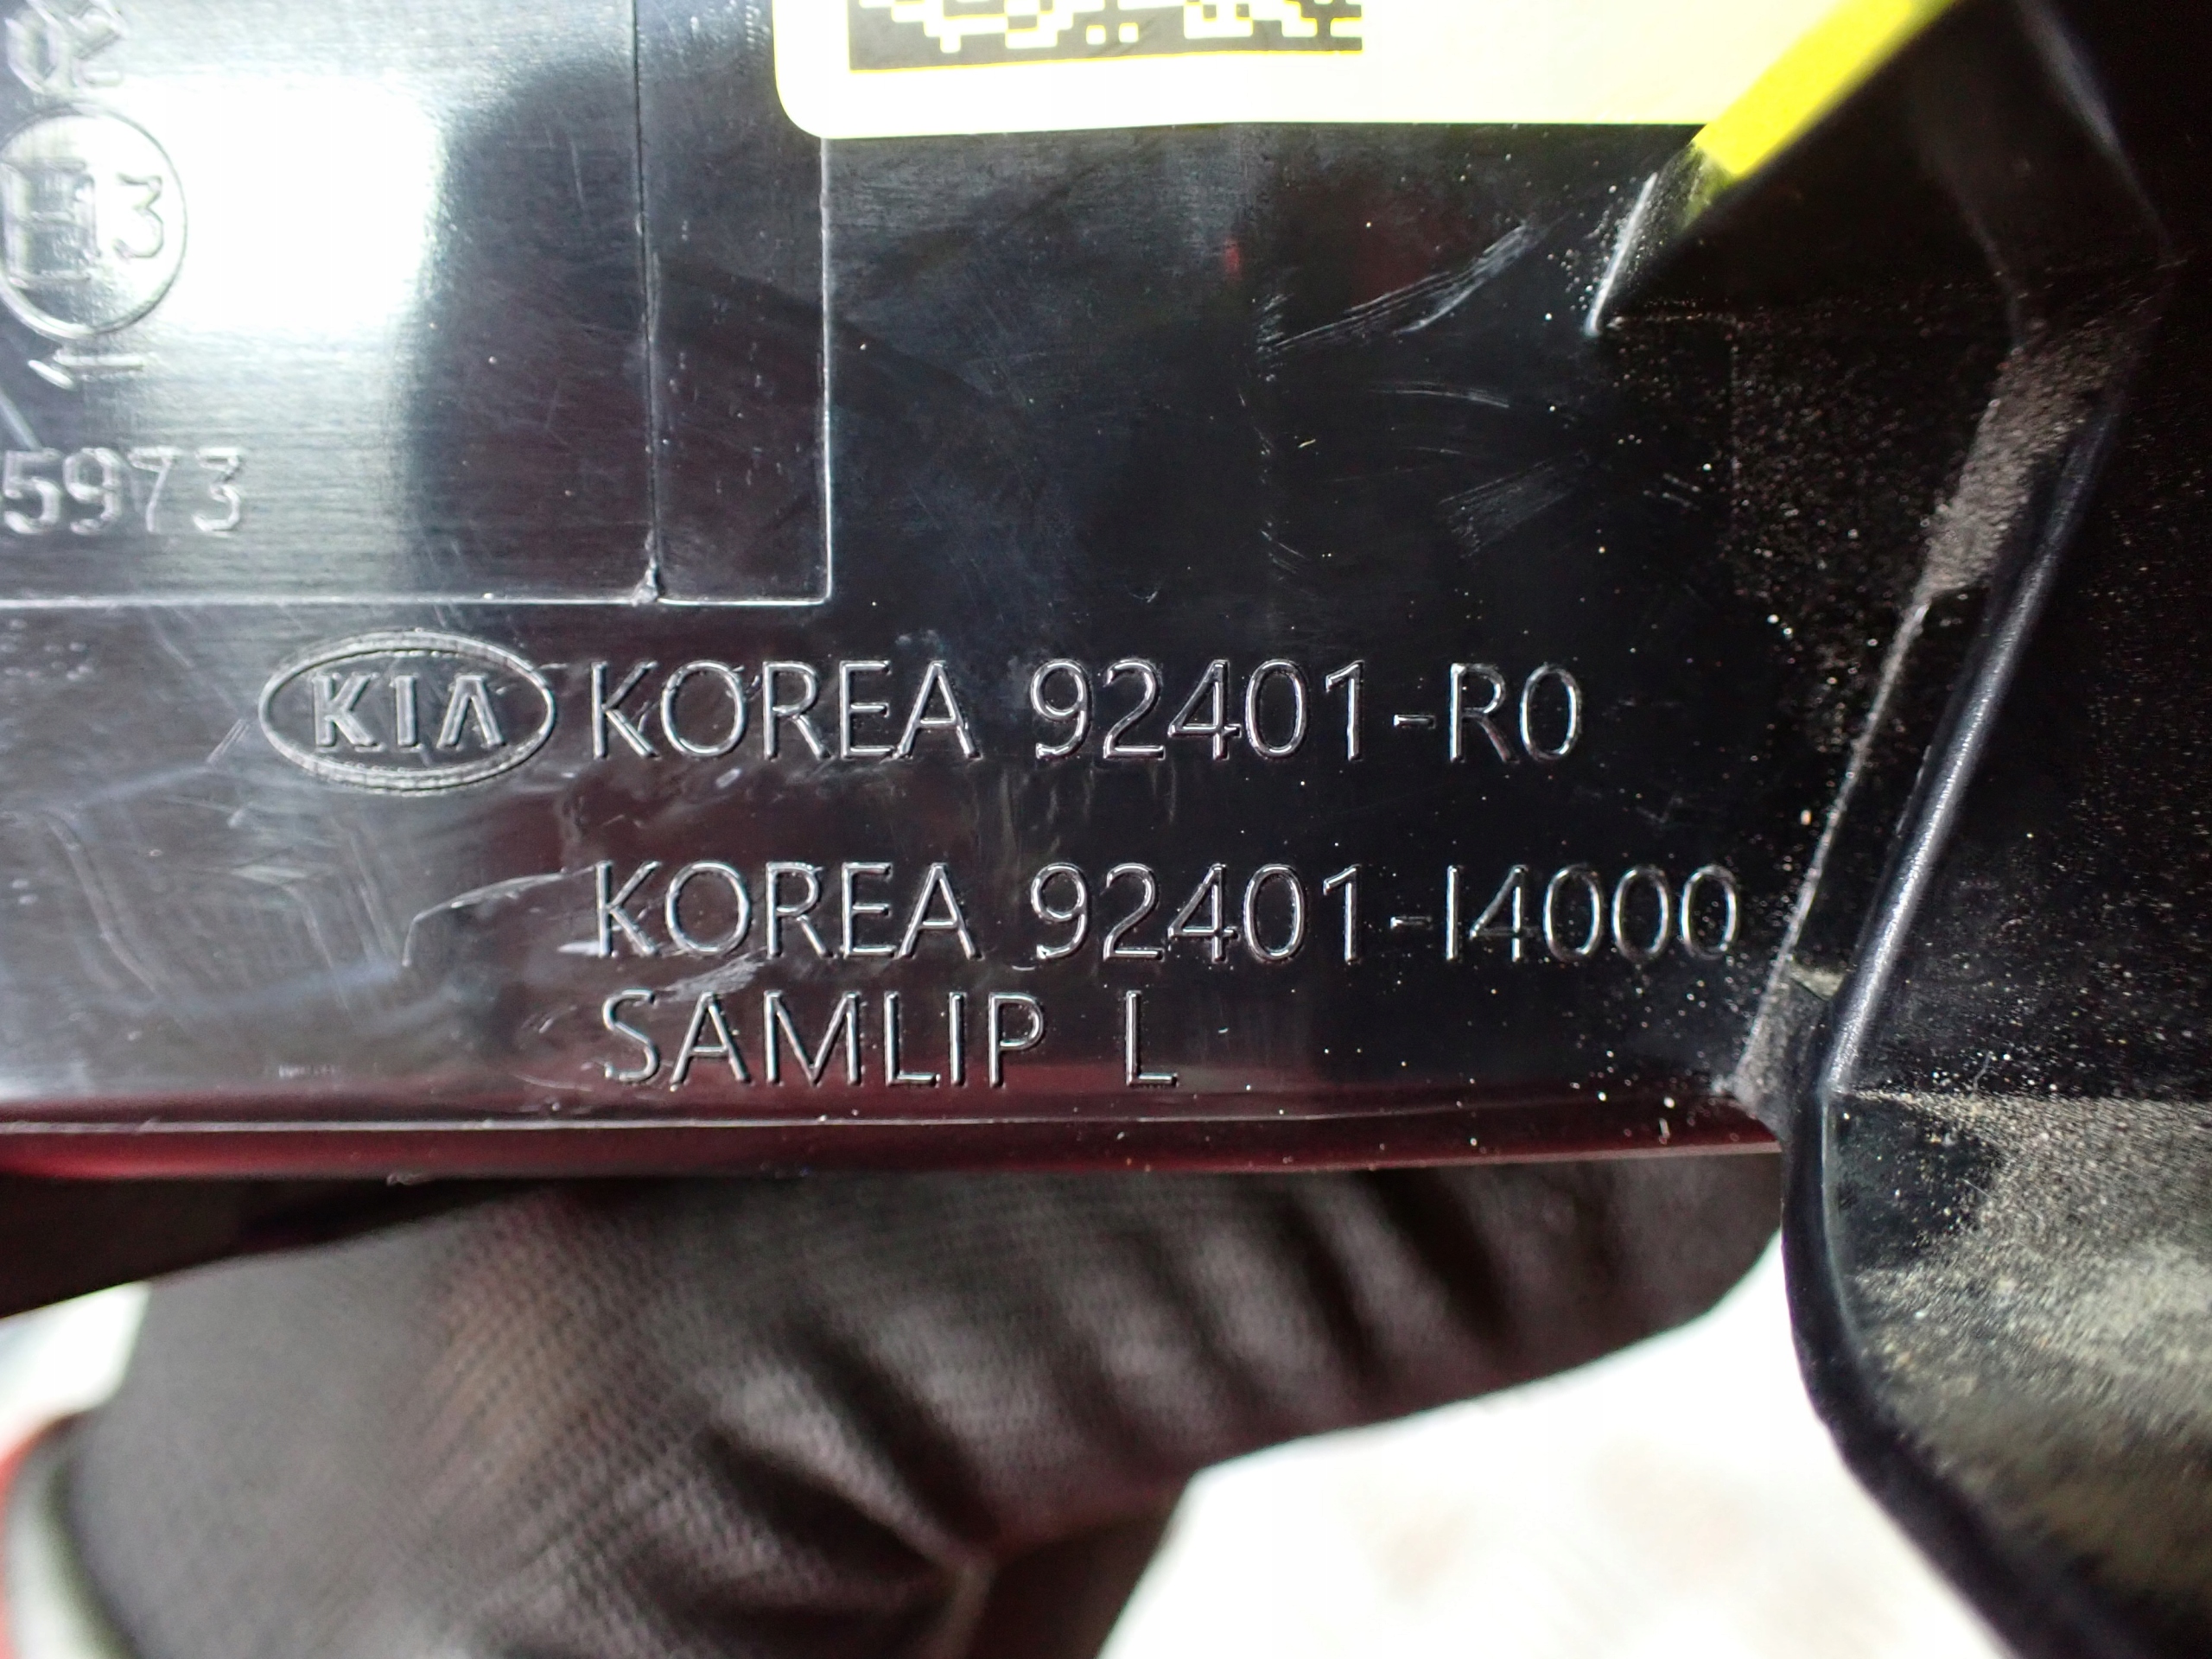 02
E13
5973
KIA KOREA 92401-R0
KOREA 92401-I4000
SAMLIP L